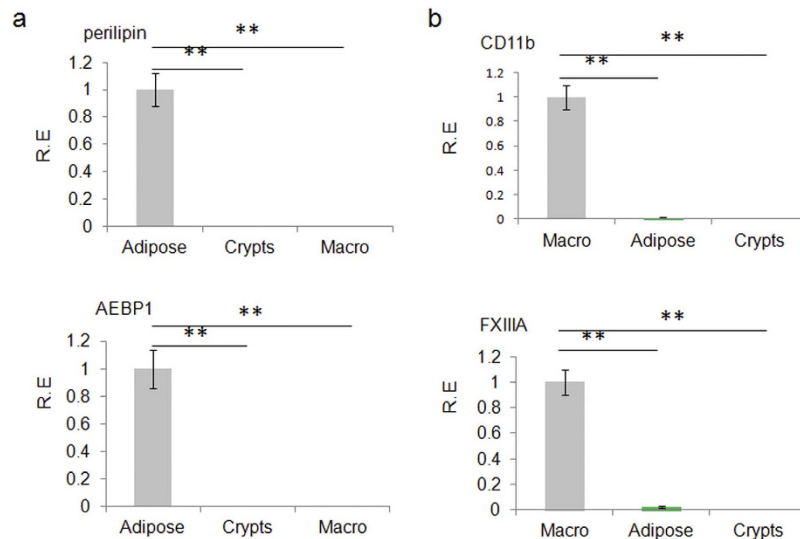 a
perilipin
**
**
R.E
1.2
1
0.8
0.6
0.4
0.2
0
Adipose Crypts Macro
AEBP1
**
**
R.E
1.2
1
0.8
0.6
0.4
0.2
0
Adipose Crypts Macro
b
CD11b
**
**
R.E
1.2
1
0.8
0.6
0.4
0.2
0
Macro Adipose Crypts
FXIIIA
**
**
R.E
1.2
1
0.8
0.6
0.4
0.2
0
Macro Adipose Crypts